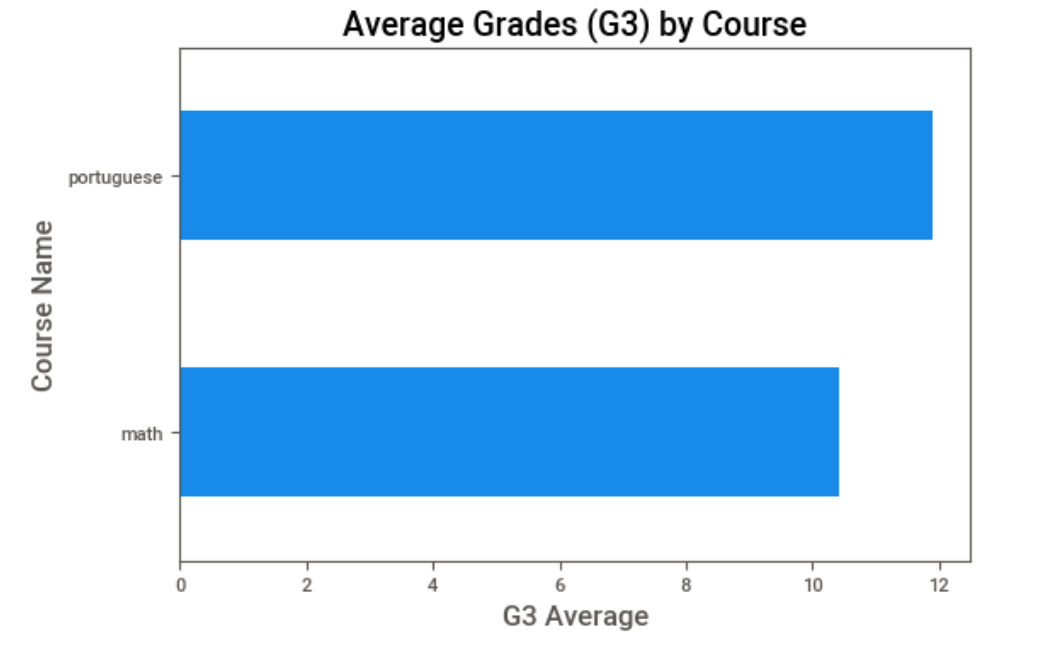 Average Grades (G3) by Course
Course Name
portuguese
math
0 2 4 6 8 10 12
G3 Average